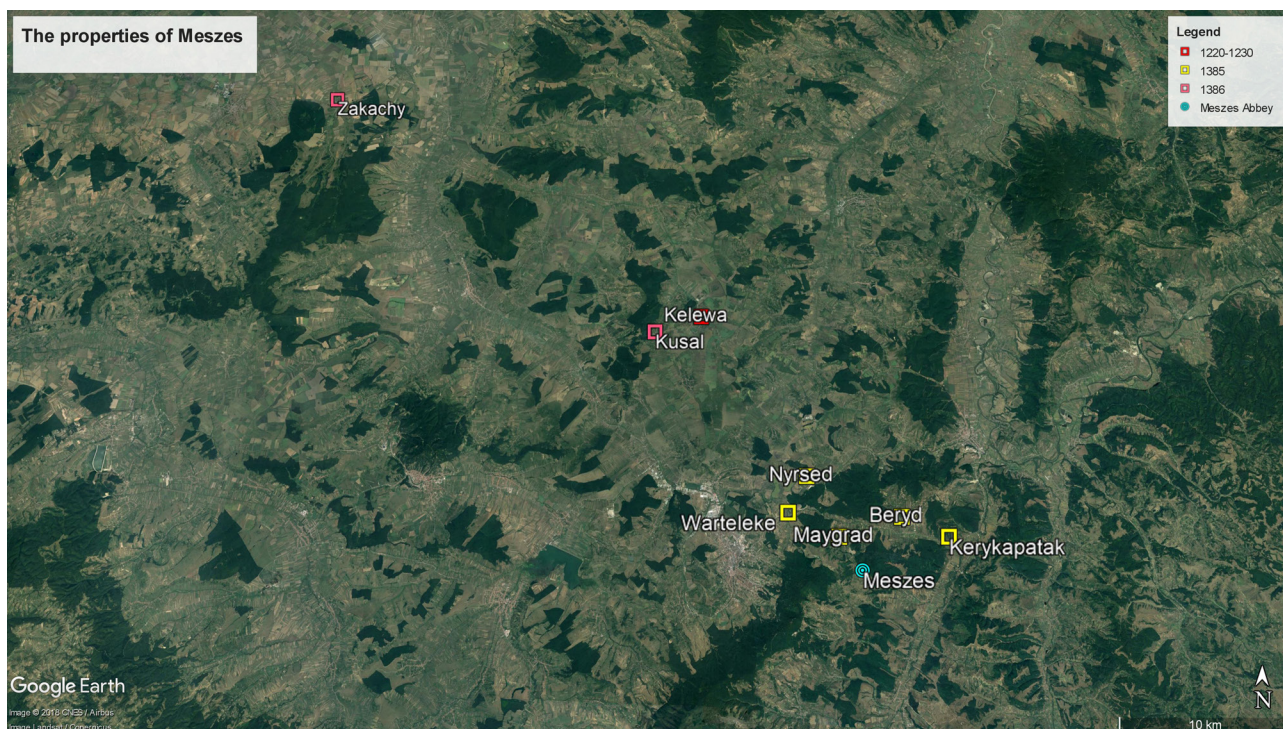 The properties of Meszes
Legend
1220-1230
1385
1386
Meszes Abbey
Zakachy
Kelewa
Kusal
Nyrsed
Warteleke
Beryd
Maygrad
Kerykapatak
Meszes
Google Earth
Image © 2018 CNES / Airbus
Image Landsat / Copernicus
N
10 km